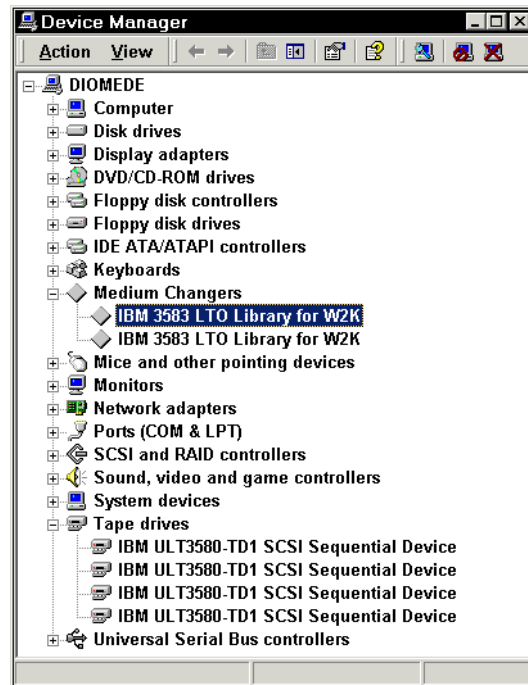 Device Manager
Action View
DIOMEDE
Computer
Disk drives
Display adapters
DVD/CD-ROM drives
Floppy disk controllers
Floppy disk drives
IDE ATA/ATAPI controllers
Keyboards
Medium Changers
IBM 3583 LTO Library for W2K
IBM 3583 LTO Library for W2K
Mice and other pointing devices
Monitors
Network adapters
Ports (COM & LPT)
SCSI and RAID controllers
Sound, video and game controllers
System devices
Tape drives
IBM ULT3580-TD1 SCSI Sequential Device
IBM ULT3580-TD1 SCSI Sequential Device
IBM ULT3580-TD1 SCSI Sequential Device
IBM ULT3580-TD1 SCSI Sequential Device
Universal Serial Bus controllers